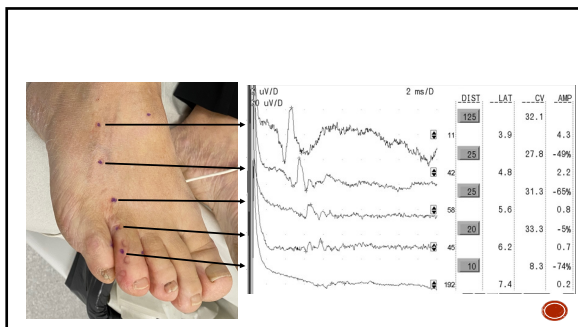 uV/D 2 ms/D
0 uV/D
DIST LAT CV AMP
125 32.1
11 3.9 4.3
25 27.8 -49%
42 4.8 2.2
25 31.3 -65%
58 5.6 0.8
20 33.3 -5%
45 6.2 0.7
10 8.3 -74%
192 7.4 0.2